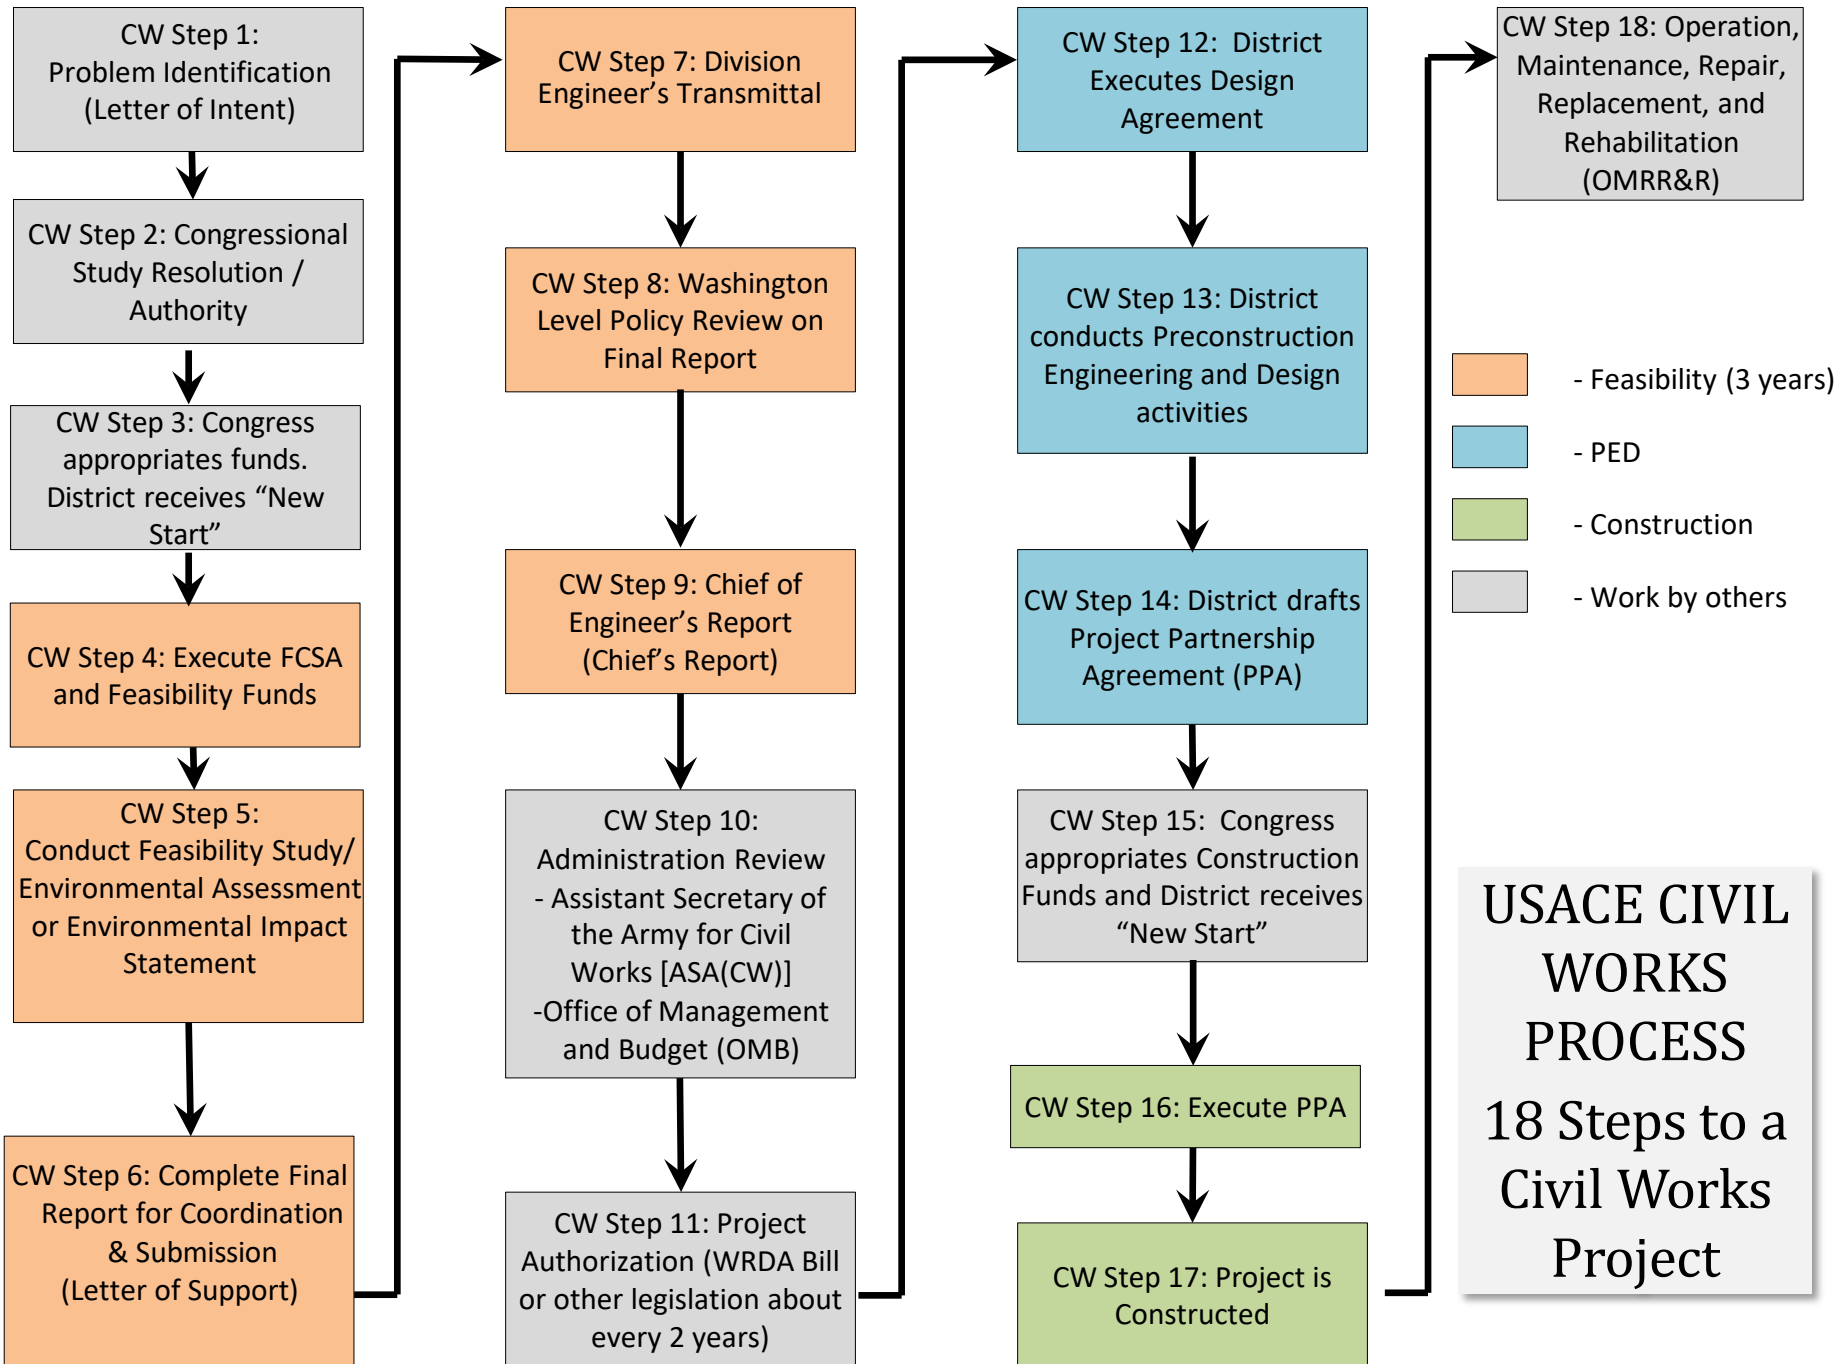 CW Step 1:
Problem Identification
(Letter of Intent)
CW Step 2: Congressional
Study Resolution /
Authority
CW Step 3: Congress
appropriates funds.
District receives “New
Start”
CW Step 4: Execute FCSA
and Feasibility Funds
CW Step 5:
Conduct Feasibility Study/
Environmental Assessment
or Environmental Impact
Statement
CW Step 6: Complete Final
Report for Coordination
& Submission
(Letter of Support)
CW Step 7: Division
Engineer’s Transmittal
CW Step 8: Washington
Level Policy Review on
Final Report
CW Step 9: Chief of
Engineer’s Report
(Chief’s Report)
CW Step 10:
Administration Review
- Assistant Secretary of
the Army for Civil
Works [ASA(CW)]
-Office of Management
and Budget (OMB)
CW Step 11: Project
Authorization (WRDA Bill
or other legislation about
every 2 years)
CW Step 12: District
Executes Design
Agreement
CW Step 13: District
conducts Preconstruction
Engineering and Design
activities
CW Step 14: District drafts
Project Partnership
Agreement (PPA)
CW Step 15: Congress
appropriates Construction
Funds and District receives
“New Start”
CW Step 16: Execute PPA
CW Step 17: Project is
Constructed
CW Step 18: Operation,
Maintenance, Repair,
Replacement, and
Rehabilitation
(OMRR&R)
- Feasibility (3 years)
- PED
- Construction
- Work by others
USACE CIVIL
WORKS
PROCESS
18 Steps to a
Civil Works
Project